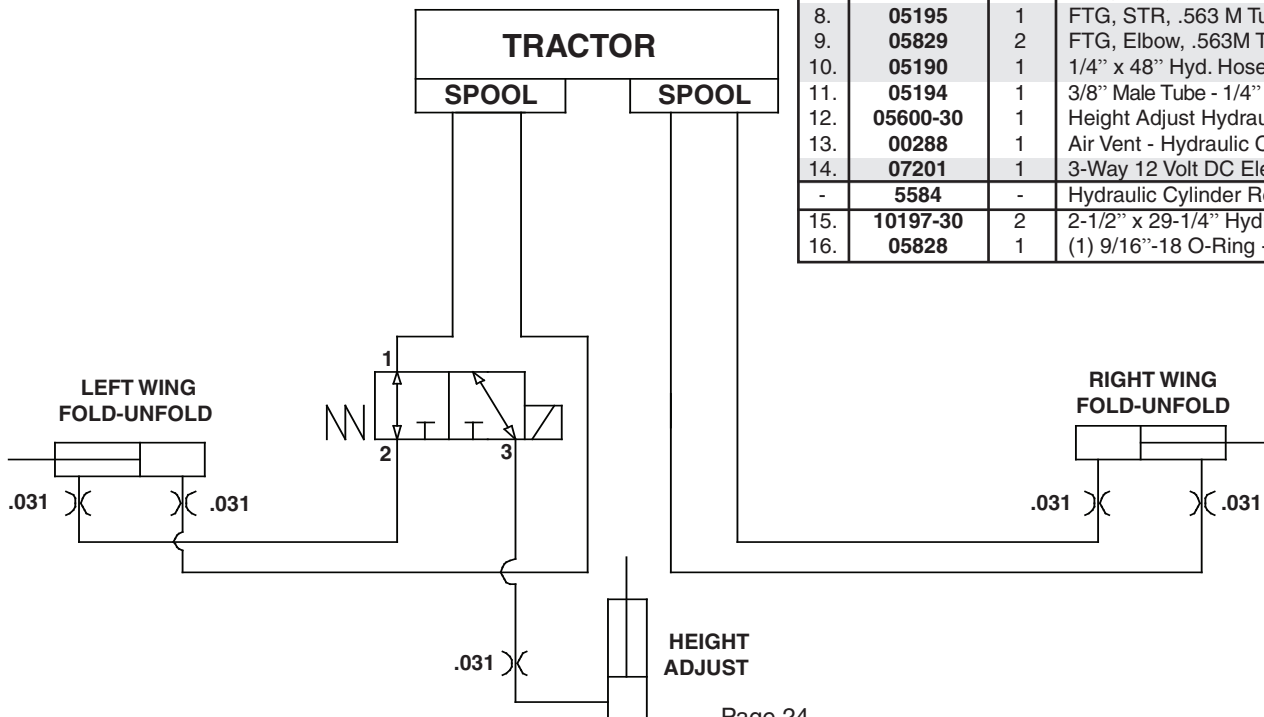 8. 05195 1 FTG, STR, .563 M
9. 05829 2 FTG, Elbow, .563M
10. 05190 1 1/4” x 48” Hyd. Hose
11. 05194 1 3/8” Male Tube - 1/4”
12. 05600-30 1 Height Adjust
13. 00288 1 Air Vent - Hydraulic
14. 07201 1 3-Way 12 Volt DC
- 5584 - Hydraulic Cylinder
15. 10197-30 2 2-1/2” x 29-1/4”
16. 05828 1 (1) 9/16”-18 O-Ring -
TRACTOR
SPOOL SPOOL
1
2
3
LEFT WING
FOLD-UNFOLD
.031 .031
RIGHT WING
FOLD-UNFOLD
.031 .031
.031
HEIGHT
ADJUST
Page 24